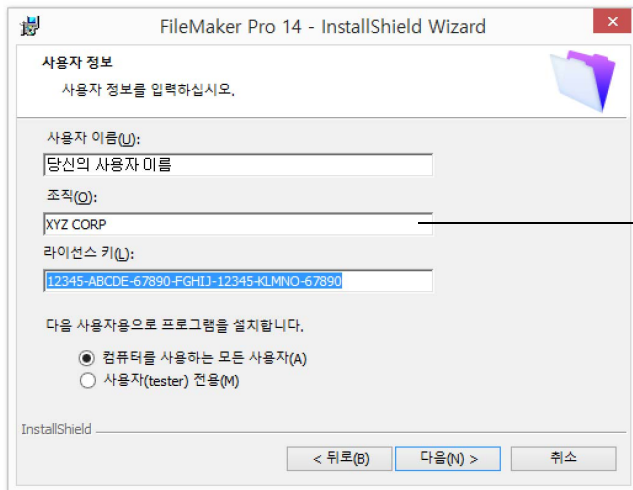 FileMaker Pro 14 - InstallShield Wizard
사용자 정보
사용자 정보를 입력하십시오.
사용자 이름(U):
당신의 사용자 이름
조직(O):
XYZ CORP
라이선스 키(L):
12345-ABCDE-67890-FGHIJ-12345-KLMNO-67890
다음 사용자용으로 프로그램을 설치합니다.
컴퓨터를 사용하는 모든 사용자(A)
사용자(tester) 전용(M)
InstallShield
< 뒤로(B) 다음(N) > 취소